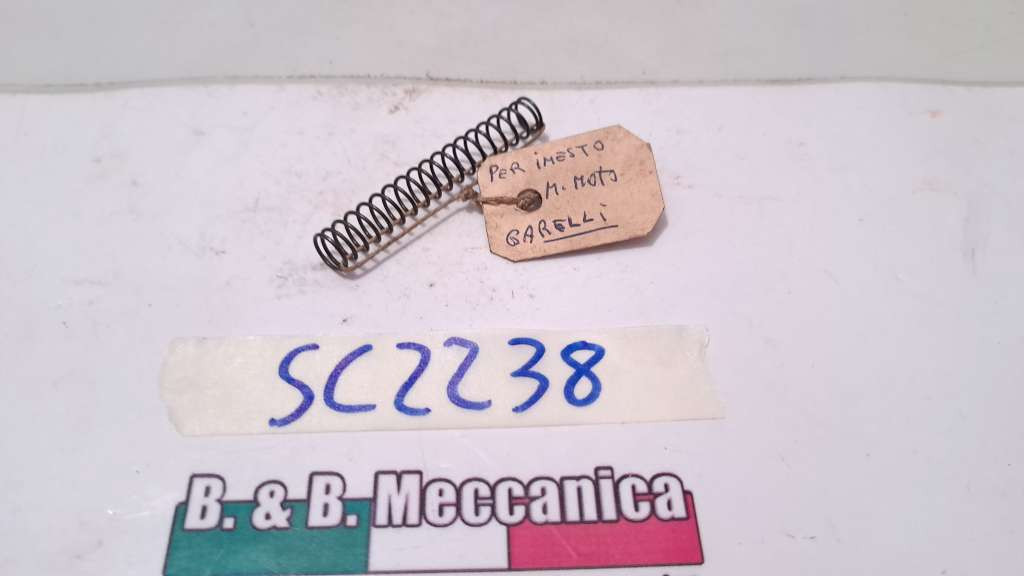 PER iMESTO
M. Moto
GARELLi
SC2238
B. & B. Meccanica